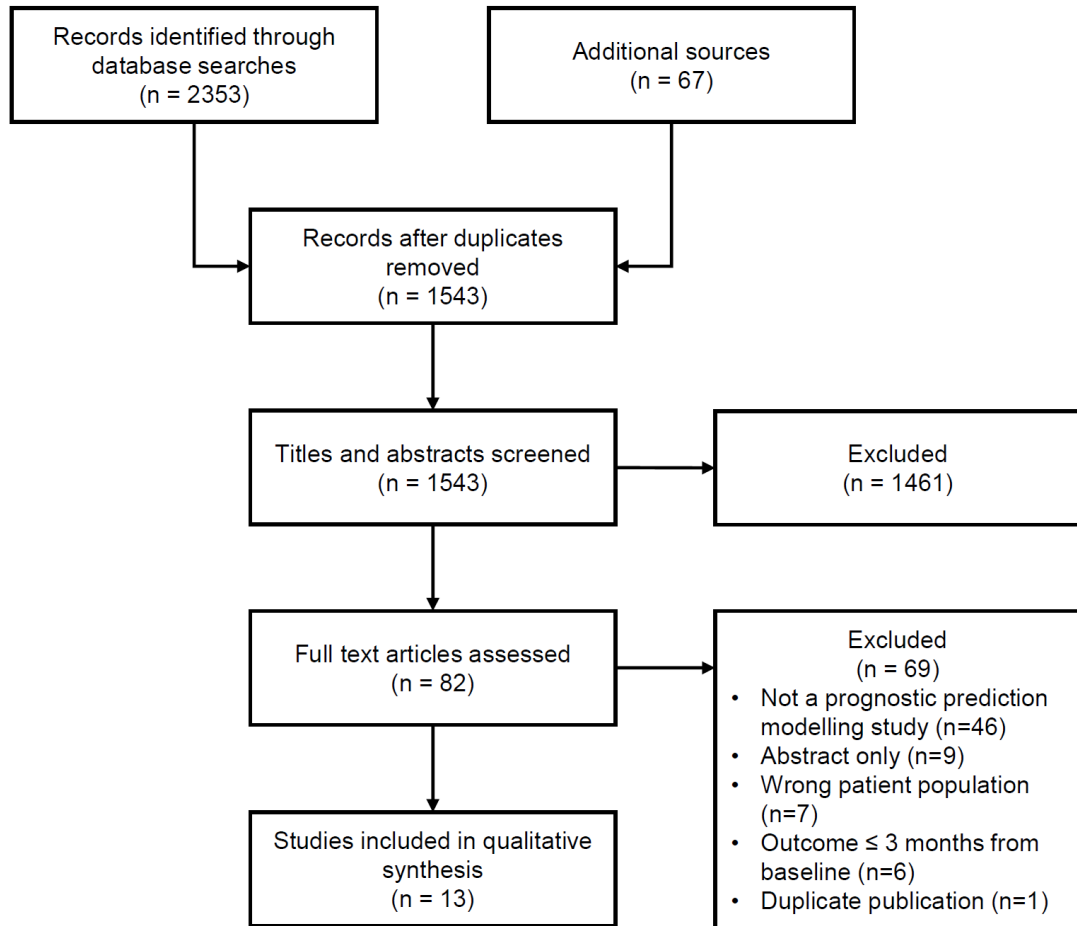 Records identified through
database searches
(n = 2353)
Additional sources
(n = 67)
Records after duplicates
removed
(n = 1543)
Titles and abstracts screened
(n = 1543)
Excluded
(n = 1461)
Full text articles assessed
(n = 82)
Excluded
(n = 69)
• Not a prognostic prediction
modelling study (n=46)
• Abstract only (n=9)
• Wrong patient population
(n=7)
• Outcome ≤ 3 months from
baseline (n=6)
• Duplicate publication (n=1)
Studies included in qualitative
synthesis
(n = 13)